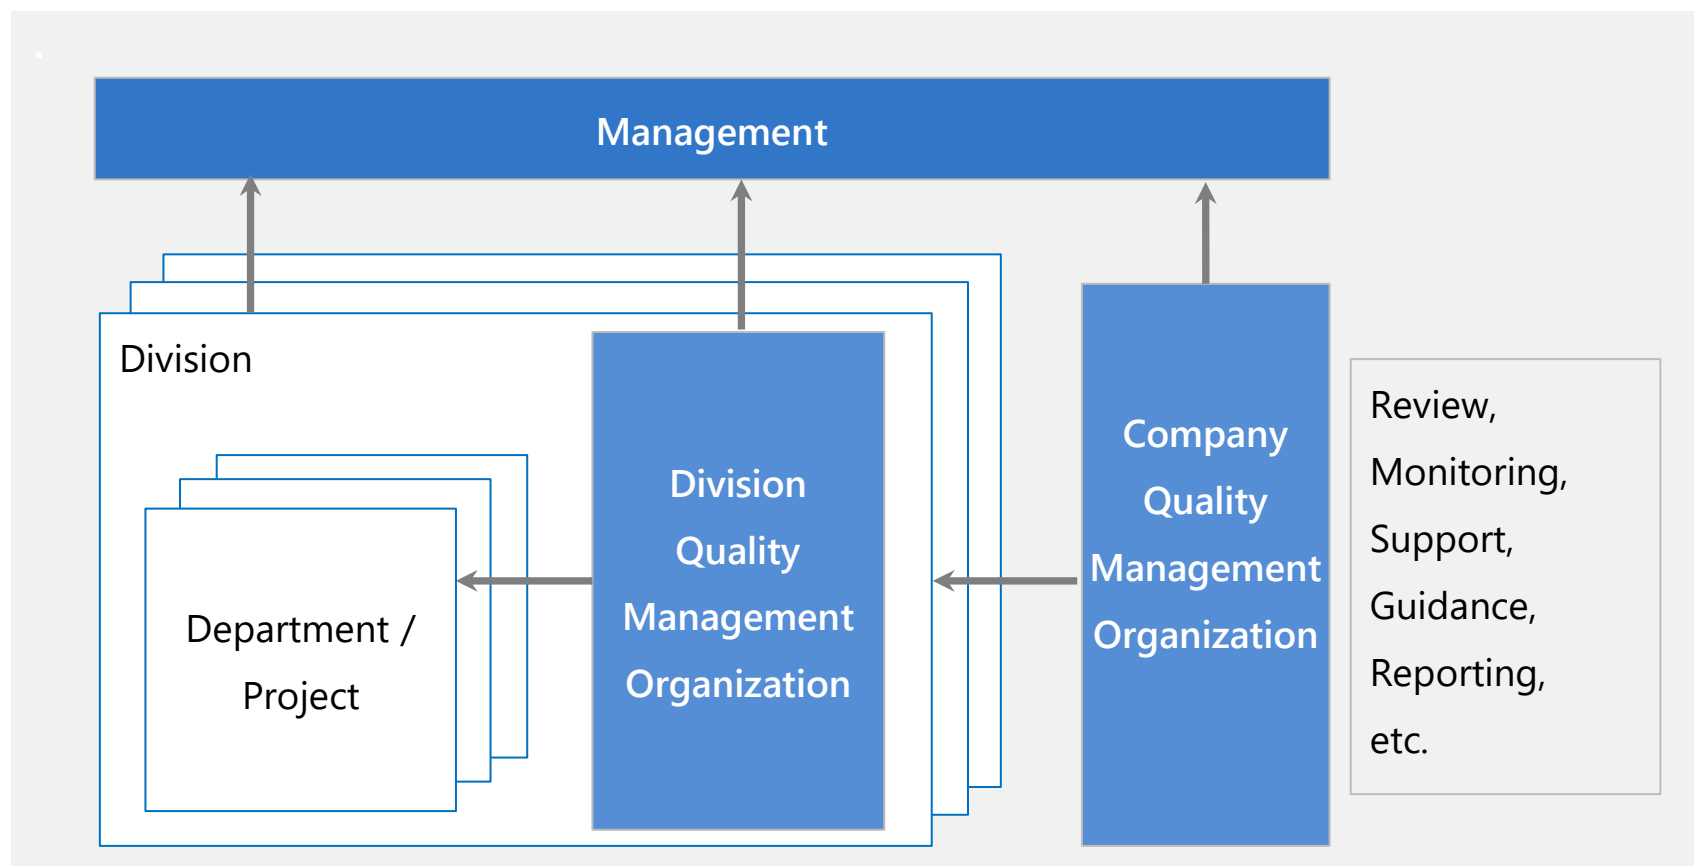 Management
Division
Division
Quality
Management
Organization
Department /
Project
Company
Quality
Management
Organization
Review,
Monitoring,
Support,
Guidance,
Reporting,
etc.